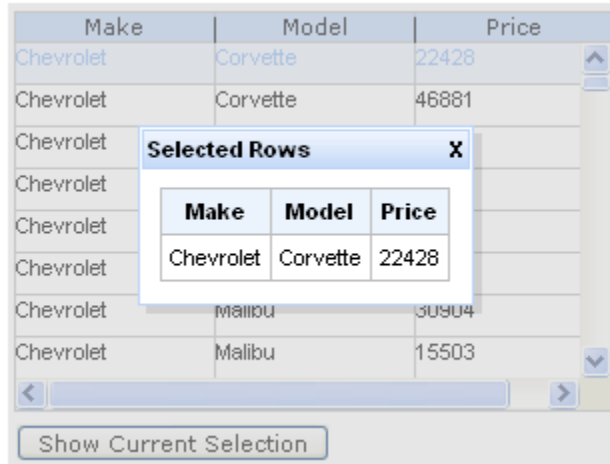 Make Model Price
Chevrolet Corvette 22428
Chevrolet Corvette 46881
Chevrolet
Selected Rows X
Chevrolet
Make Model Price
Chevrolet
Chevrolet Corvette 22428
Chevrolet
Chevrolet Malibu 30904
Chevrolet Malibu 15503
Show Current Selection